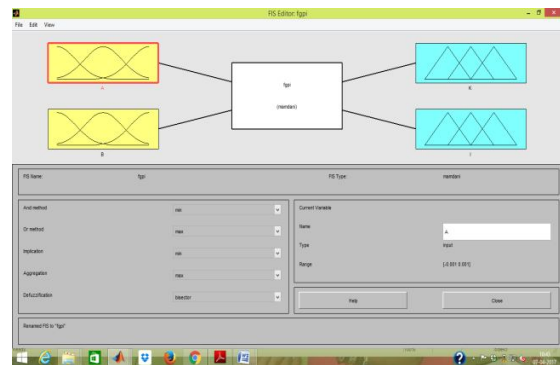 FIS Editor: fgpi
File Edit View
A
B
fgpi
(mamdani)
K
I
FIS Name fgpi FIS Type mamdani
And method min
Or method max
Implication min
Aggregation max
Defuzzification bisector
Current Variable
Name A
Type input
Range [-0.001 0.001]
Help Close
Renamed FIS to "fgpi"